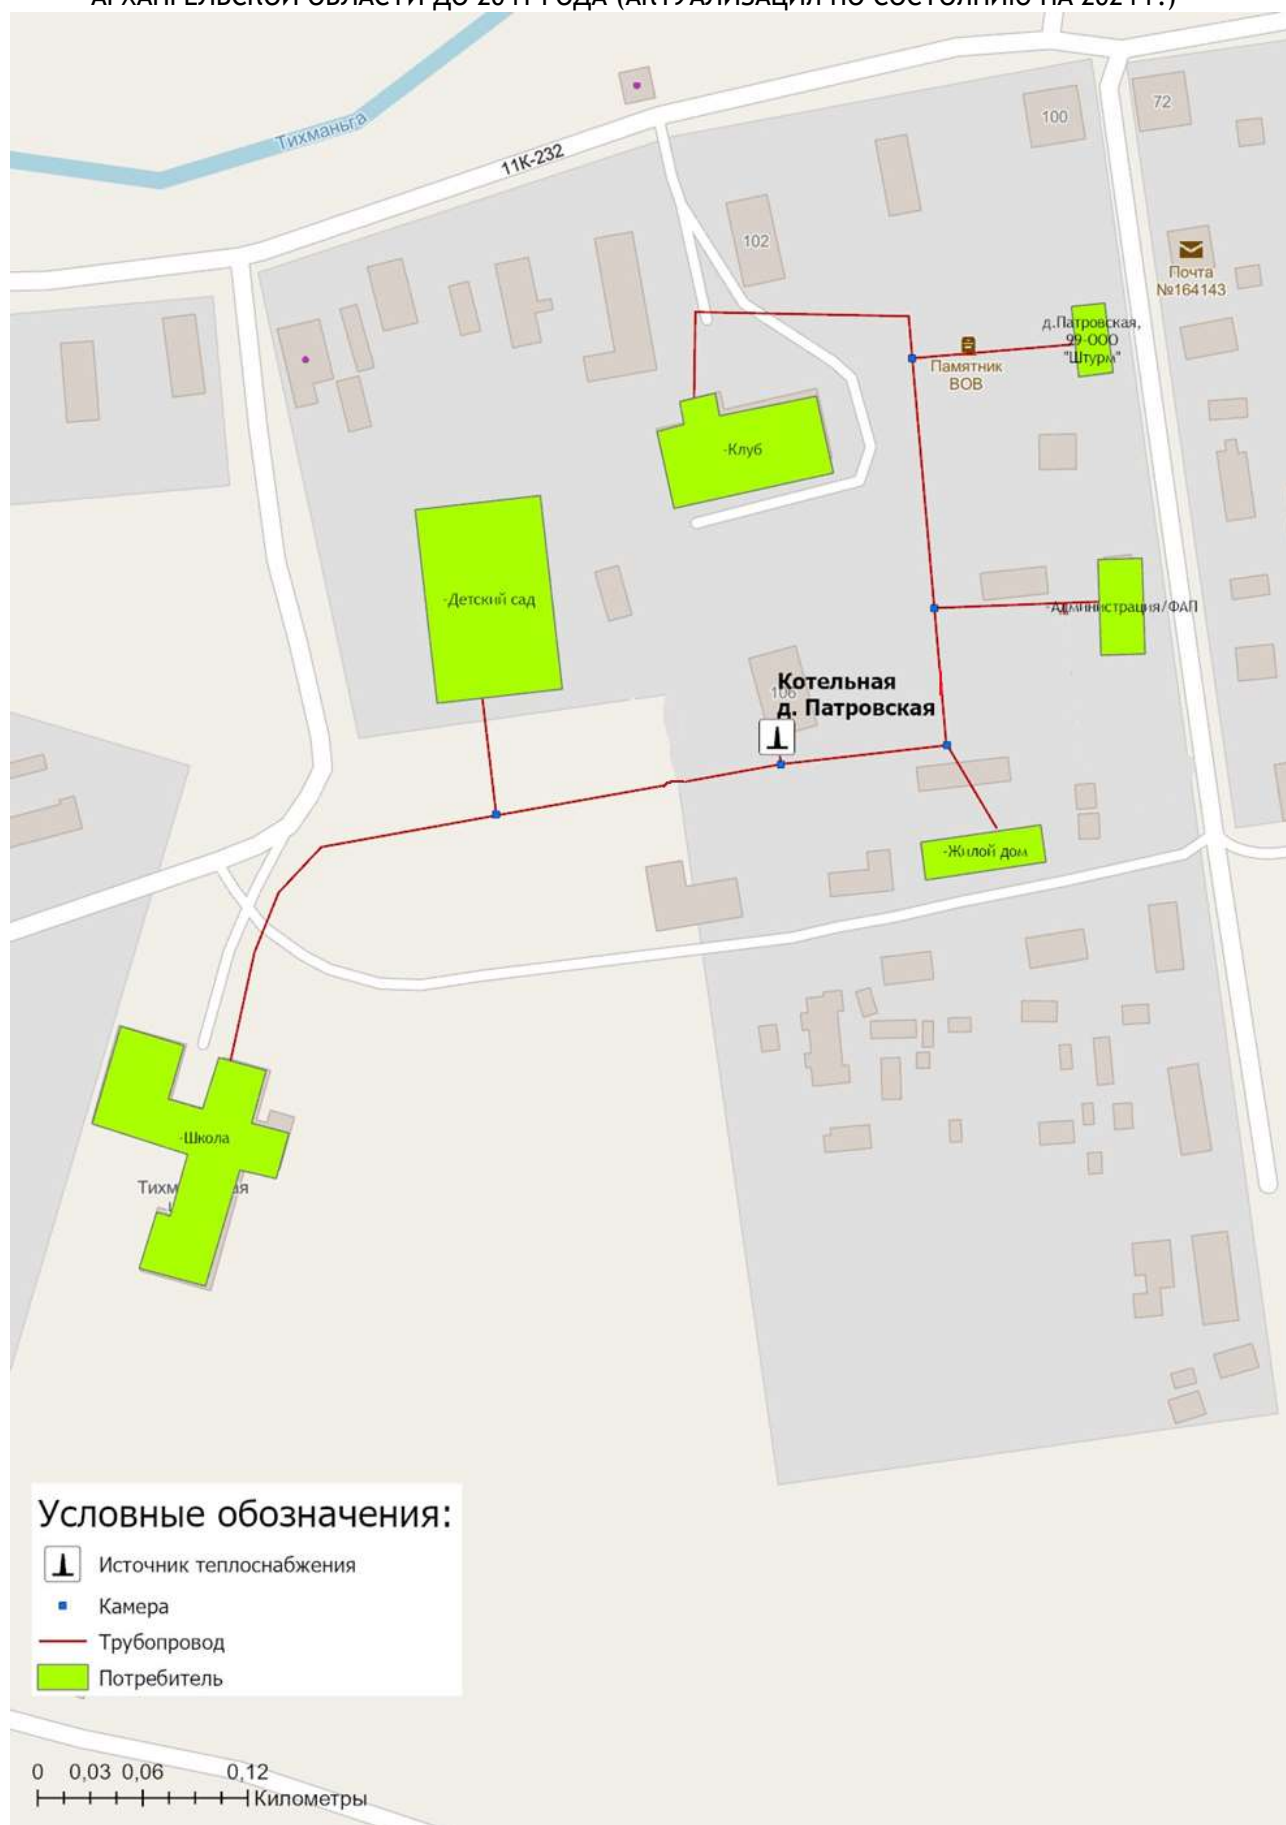 АРХАНГЕЛЬСКОЙ ОБЛАСТИ ДО 2041 ГОДА (АКТУАЛИЗАЦИЯ ПО СОСТОЯНИЮ НА 2024 Г.)
Тихманьга
11К-232
100
72
102
Почта
№164143
д.Патровская,
99-ООО
"Штурм"
Памятник
ВОВ
-Клуб
-Детский сад
-Администрация/ФАП
106
Котельная
д. Патровская
-Жилой дом
-Школа
Условные обозначения:
Источник теплоснабжения
Камера
Трубопровод
Потребитель
0 0,03 0,06 0,12
Километры